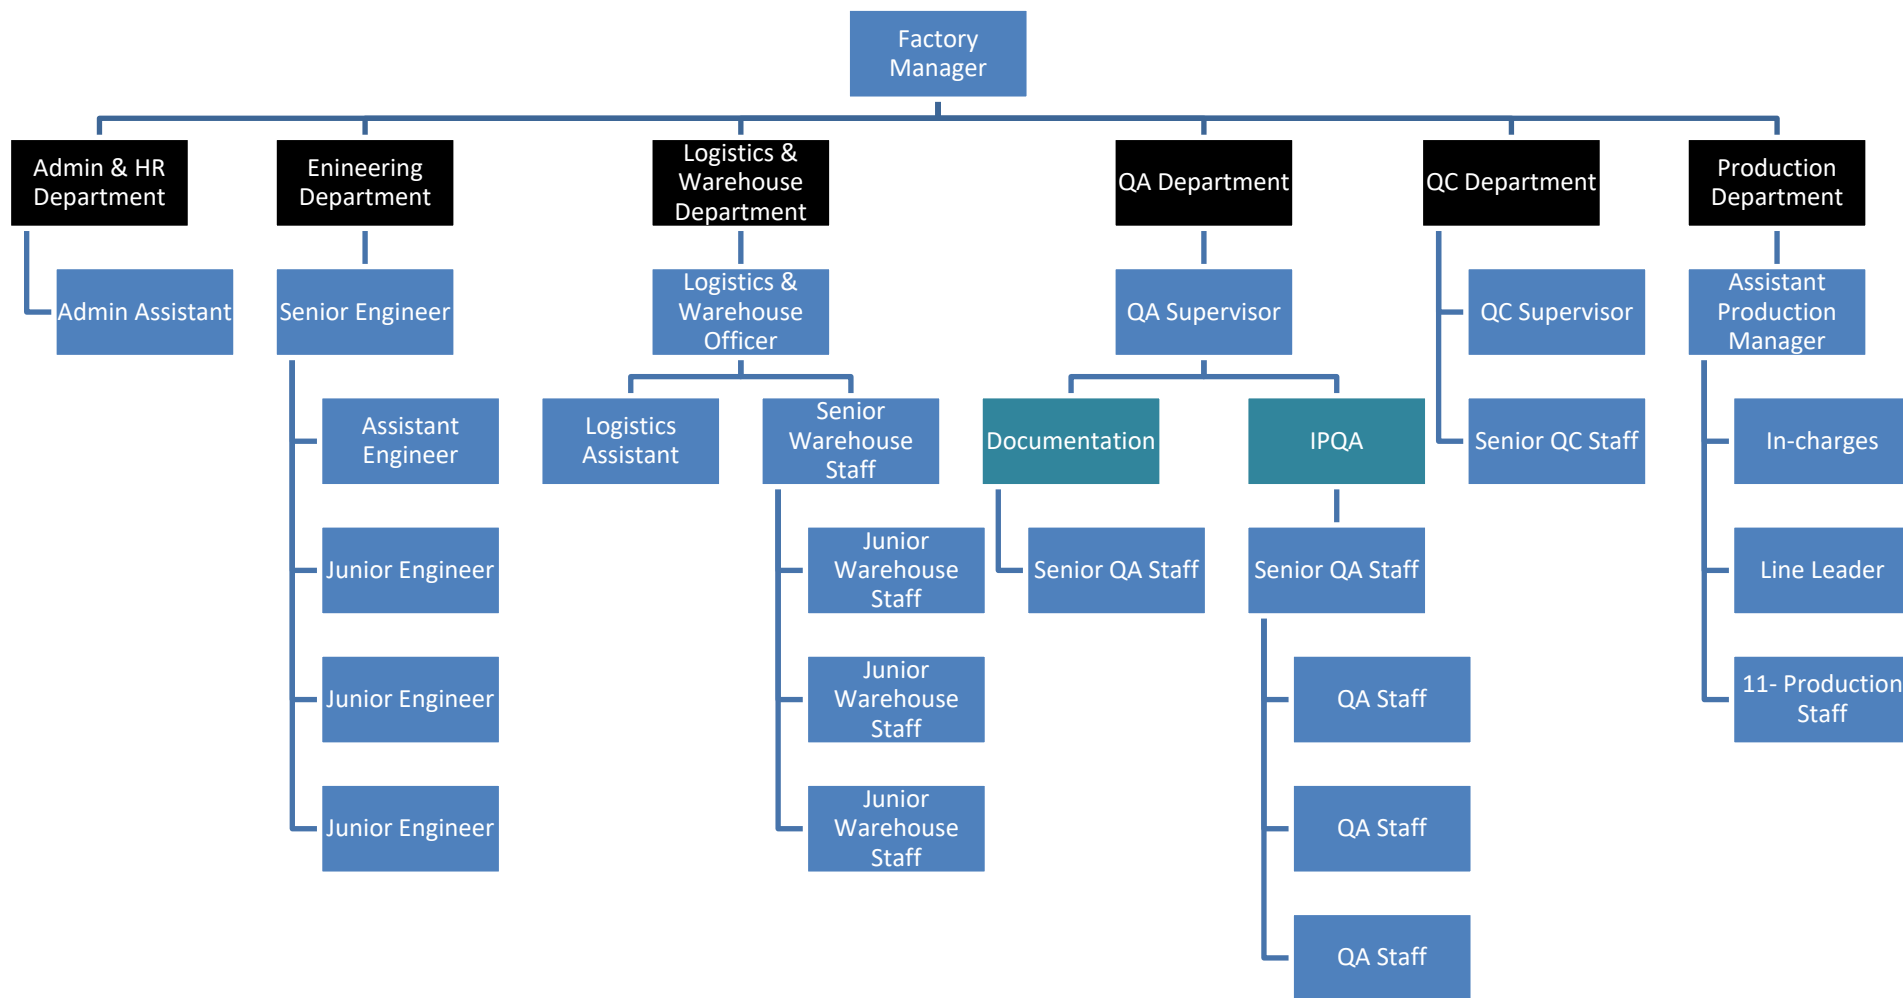 Factory
Manager
Admin & HR
Department
Enineering
Department
Logistics &
Warehouse
Department
QA Department
QC Department
Production
Department
Admin Assistant
Senior Engineer
Logistics &
Warehouse
Officer
QA Supervisor
QC Supervisor
Assistant
Production
Manager
Assistant
Engineer
Logistics
Assistant
Senior
Warehouse
Staff
Documentation
IPQA
Senior QC Staff
In-charges
Junior Engineer
Junior
Warehouse
Staff
Senior QA Staff
Senior QA Staff
Line Leader
Junior Engineer
Junior
Warehouse
Staff
QA Staff
11- Production
Staff
Junior Engineer
Junior
Warehouse
Staff
QA Staff
QA Staff